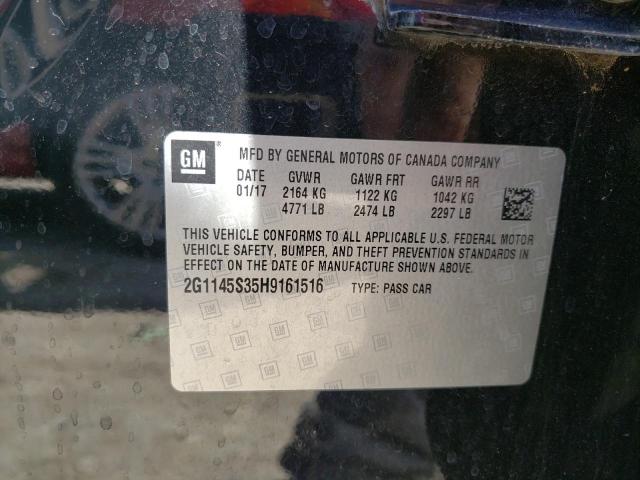 GM
MFD BY GENERAL MOTORS OF CANADA COMPANY
DATE GVWR GAWR FRT GAWR RR
01/17 2164 KG 1122 KG 1042 KG
4771 LB 2474 LB 2297 LB
THIS VEHICLE CONFORMS TO ALL APPLICABLE U.S. FEDERAL MOTOR
VEHICLE SAFETY, BUMPER, AND THEFT PREVENTION STANDARDS IN
EFFECT ON THE DATE OF MANUFACTURE SHOWN ABOVE.
2G1145S35H9161516 TYPE: PASS CAR